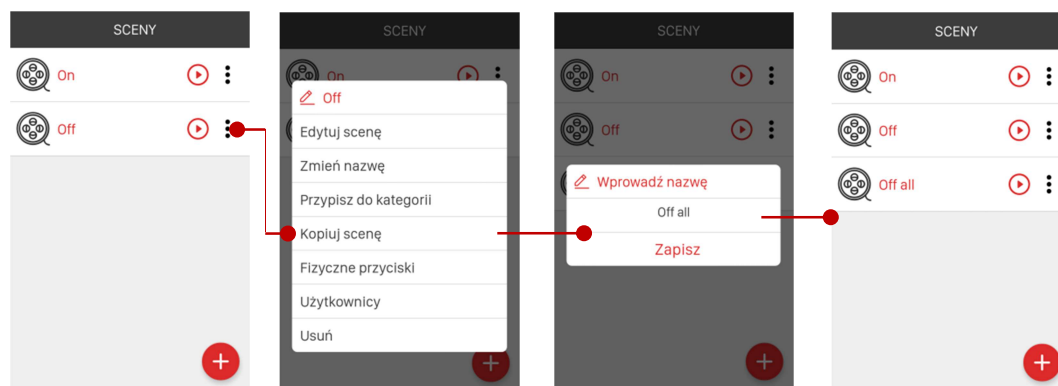 SCENY
On
Off
SCENY
On
Off
Edytuj scenę
Zmień nazwę
Przypisz do kategorii
Kopiuj scenę
Fizyczne przyciski
Użytkownicy
Usuń
SCENY
On
Off
Wprowadź nazwę
Off all
Zapisz
SCENY
On
Off
Off all